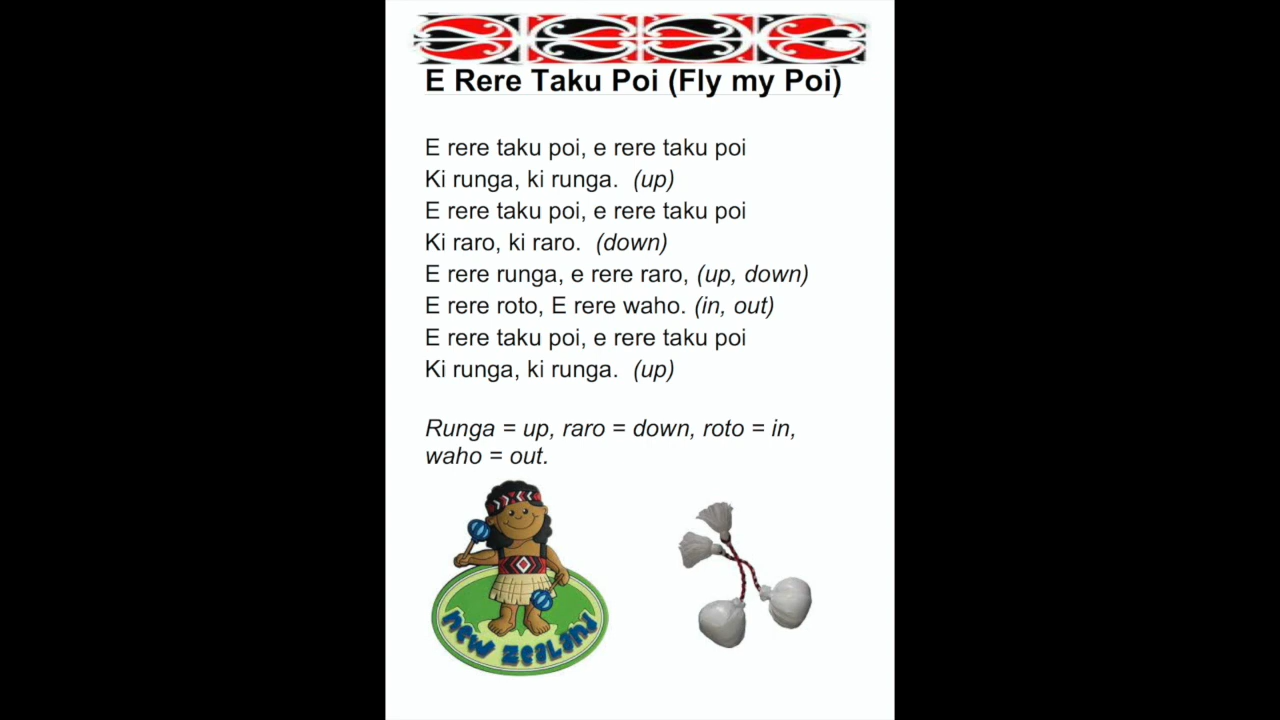 E Rere Taku Poi (Fly my Poi)
E rere taku poi, e rere taku poi
Ki runga, ki runga. (up)
E rere taku poi, e rere taku poi
Ki raro, ki raro. (down)
E rere runga, e rere raro, (up, down)
E rere roto, E rere waho. (in, out)
E rere taku poi, e rere taku poi
Ki runga, ki runga. (up)
Runga = up, raro = down, roto = in,
waho = out.
new zealand